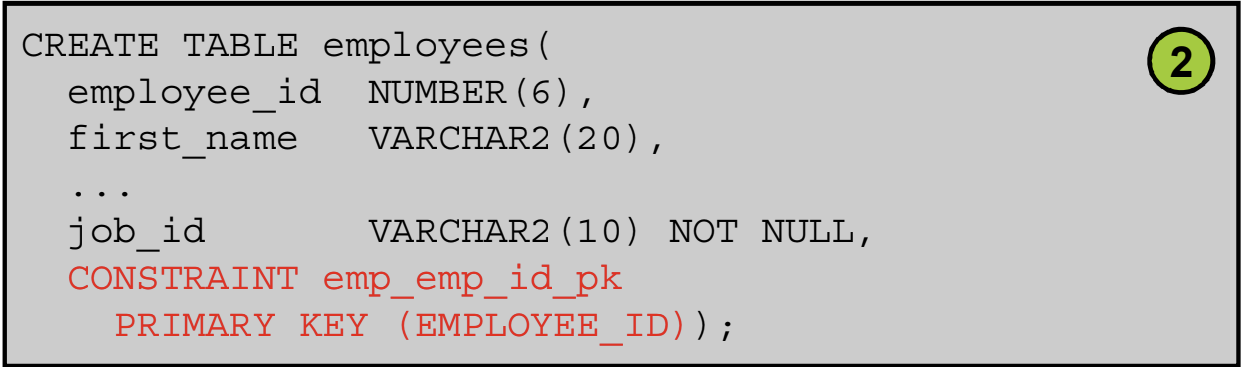 CREATE TABLE employees(
2
employee_id NUMBER(6),
first_name VARCHAR2(20),
...
job_id VARCHAR2(10) NOT NULL,
CONSTRAINT emp_emp_id_pk
PRIMARY KEY (EMPLOYEE_ID));